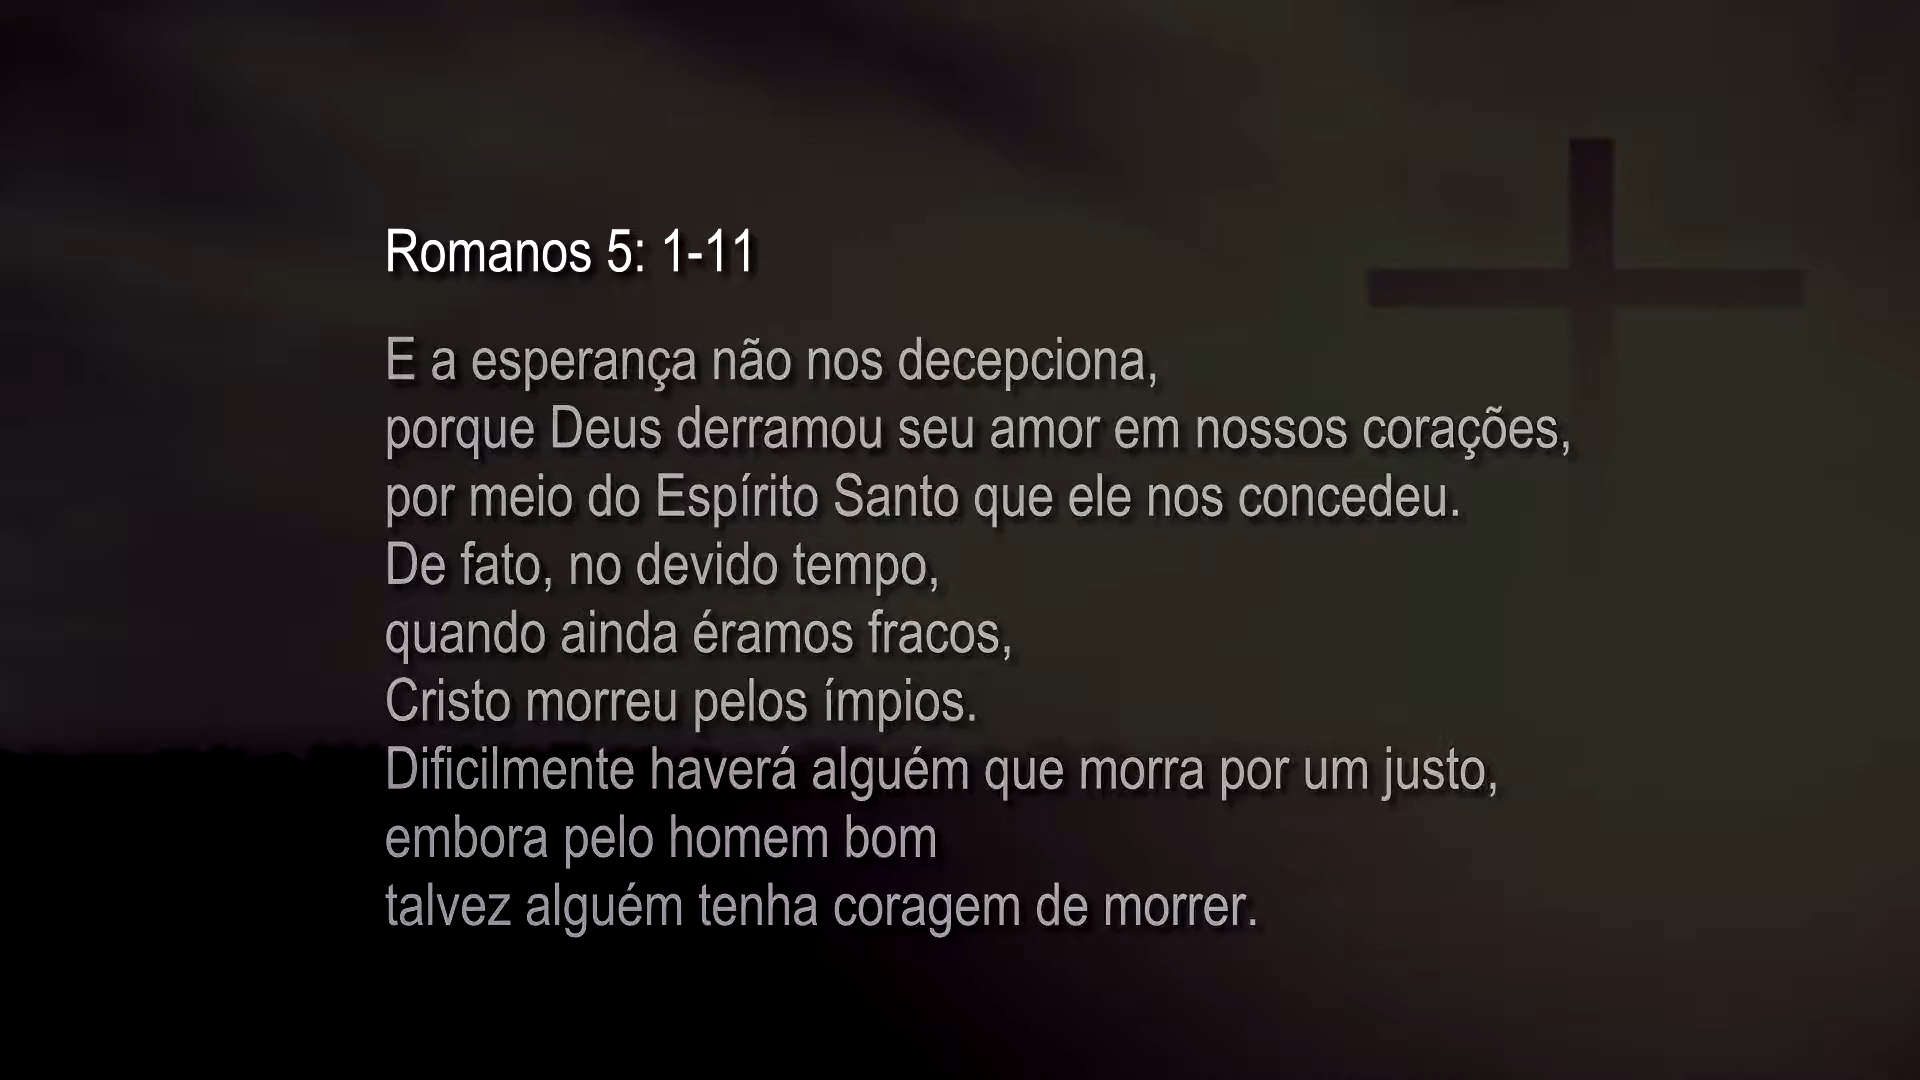 Romanos 5: 1-11
E a esperança não nos decepciona,
porque Deus derramou seu amor em nossos corações,
por meio do Espírito Santo que ele nos concedeu.
De fato, no devido tempo,
quando ainda éramos fracos,
Cristo morreu pelos ímpios.
Dificilmente haverá alguém que morra por um justo,
embora pelo homem bom
talvez alguém tenha coragem de morrer.